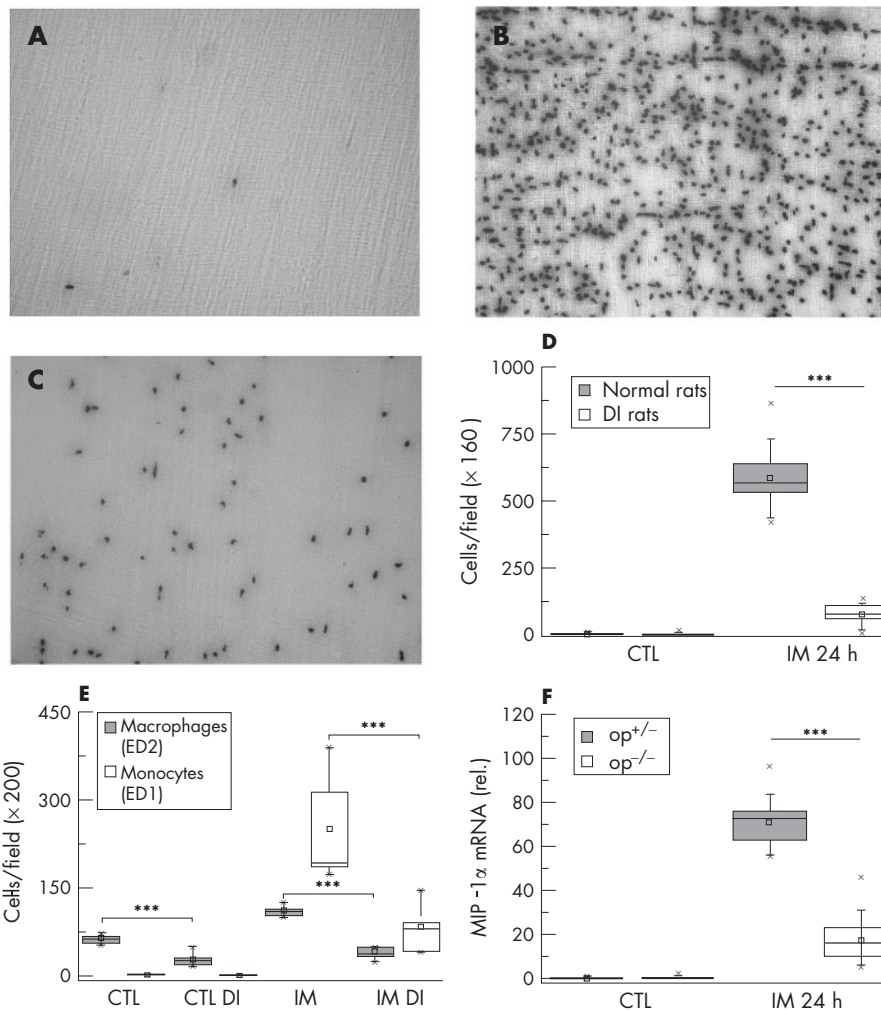 A
B
C
D
1000
750
500
250
0
Cells/field (× 160)
Normal rats
DI rats
***
CTL
IM 24 h
E
450
300
150
0
Cells/field (× 200)
Macrophages
(ED2)
Monocytes
(ED1)
***
***
***
CTL
CTL DI
IM
IM DI
F
120
100
80
60
40
20
0
MIP -1α mRNA (rel.)
op+/–
op–/–
***
CTL
IM 24 h